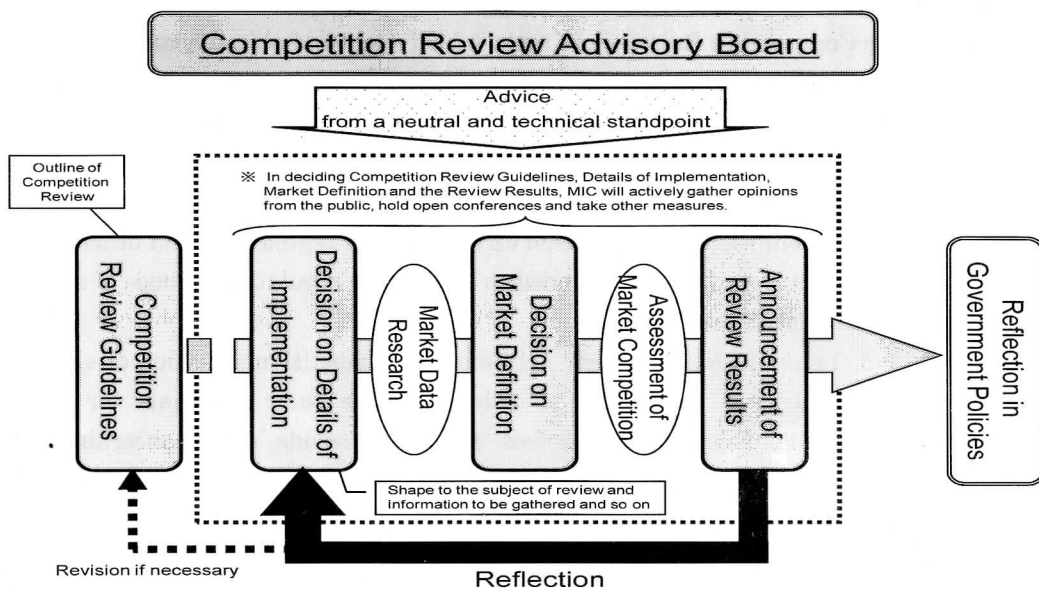 Competition Review Advisory Board
Advice
from a neutral and technical standpoint
Outline of
Competition
Review
※ In deciding Competition Review Guidelines, Details of Implementation,
Market Definition and the Review Results, MIC will actively gather opinions
from the public, hold open conferences and take other measures.
Competition
Review Guidelines
Decision on Details of
Implementation
Market Data
Research
Decision on
Market Definition
Assessment of
Market Competition
Announcement of
Review Results
Reflection in
Government Policies
Shape to the subject of review and
information to be gathered and so on
Revision if necessary
Reflection